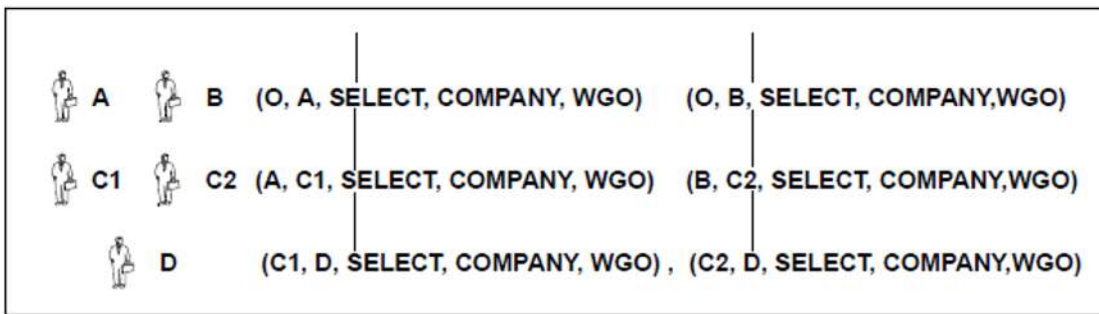 A B (O, A, SELECT, COMPANY, WGO) (O, B, SELECT, COMPANY,WGO)
C1 C2 (A, C1, SELECT, COMPANY, WGO) (B, C2, SELECT, COMPANY,WGO)
D (C1, D, SELECT, COMPANY, WGO) , (C2, D, SELECT, COMPANY,WGO)